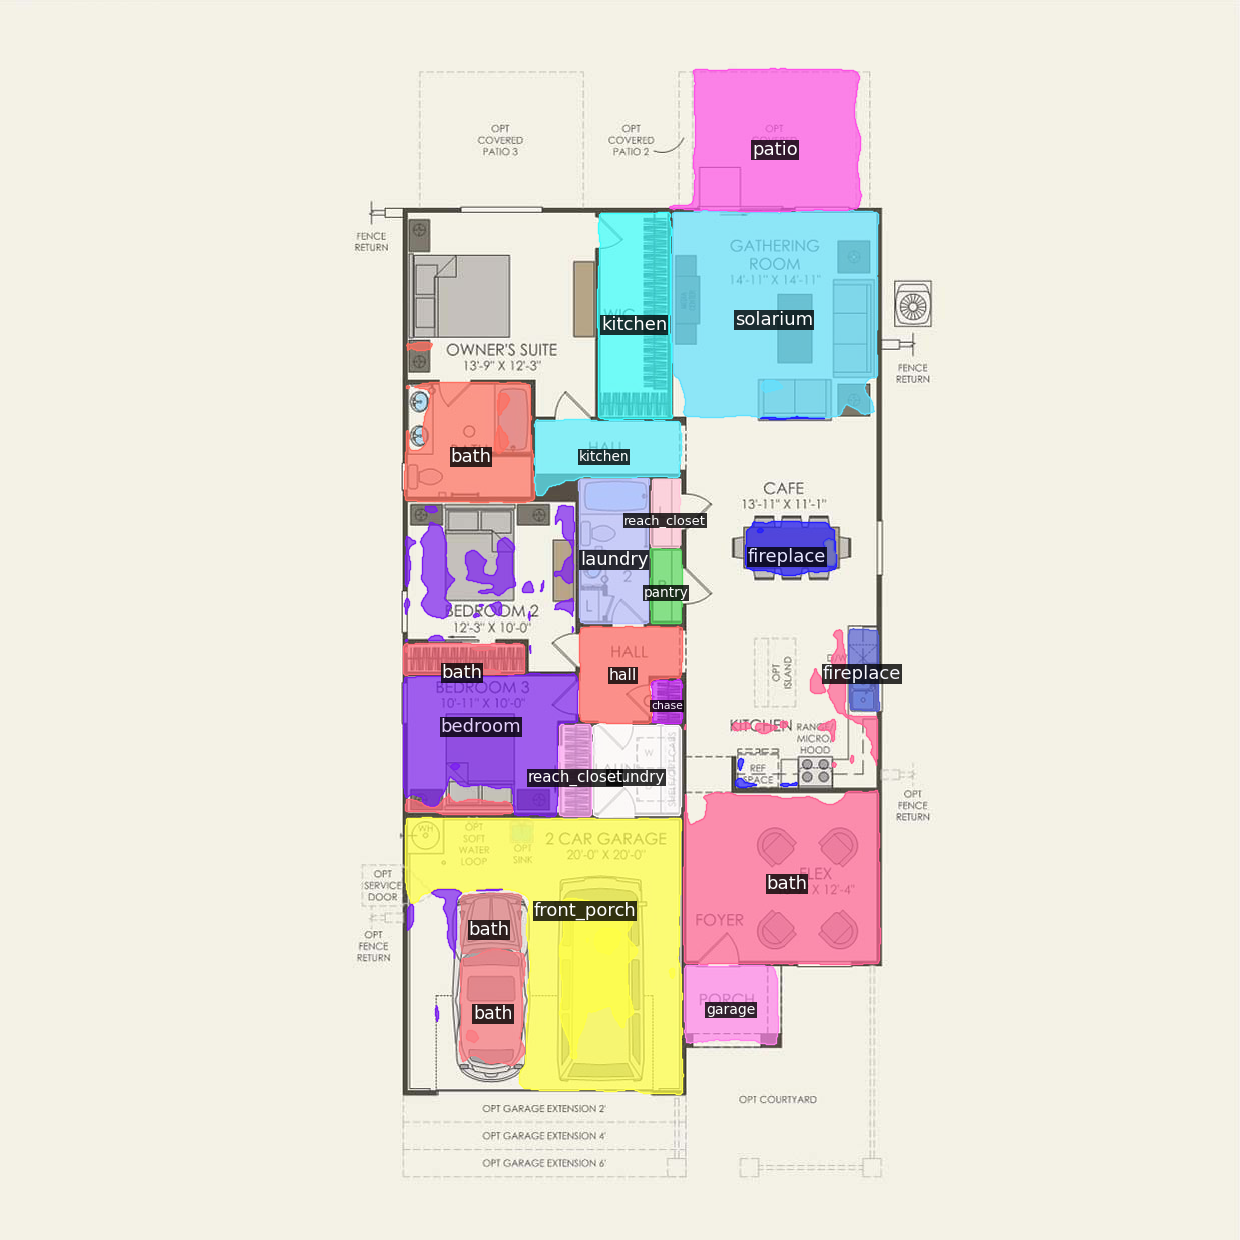 OPT
COVERED
PATIO 3
OPT
COVERED
PATIO 2
OPT
patio
FENCE
RETURN
GATHERING
ROOM
14'-11" X 14'-11"
kitchen
solarium
OWNER'S SUITE
13'-9" X 12'-3"
FENCE
RETURN
HALL
bath
kitchen
CAFE
13'-11" X 11'-1"
reach_closet
laundry
2
fireplace
pantry
L
BEDROOM 2
12'-3" X 10'-0"
HALL
hall
bath
OPT
ISLAND
fireplace
BEDROOM 3
10'-11" X 10'-0"
bedroom
chase
KITCHEN
RANGE/
MICRO
HOOD
W
reach_closet
undry
REF
SPACE
OPT
FENCE
RETURN
WH
OPT
SOFT
WATER
LOOP
OPT
SINK
2 CAR GARAGE
20'-0" X 20'-0"
OPT
SERVICE
DOOR
bath
FLEX
X 12'-4"
front_porch
FOYER
bath
OPT
FENCE
RETURN
bath
PORCH
garage
OPT COURTYARD
OPT GARAGE EXTENSION 2'
OPT GARAGE EXTENSION 4'
OPT GARAGE EXTENSION 6'